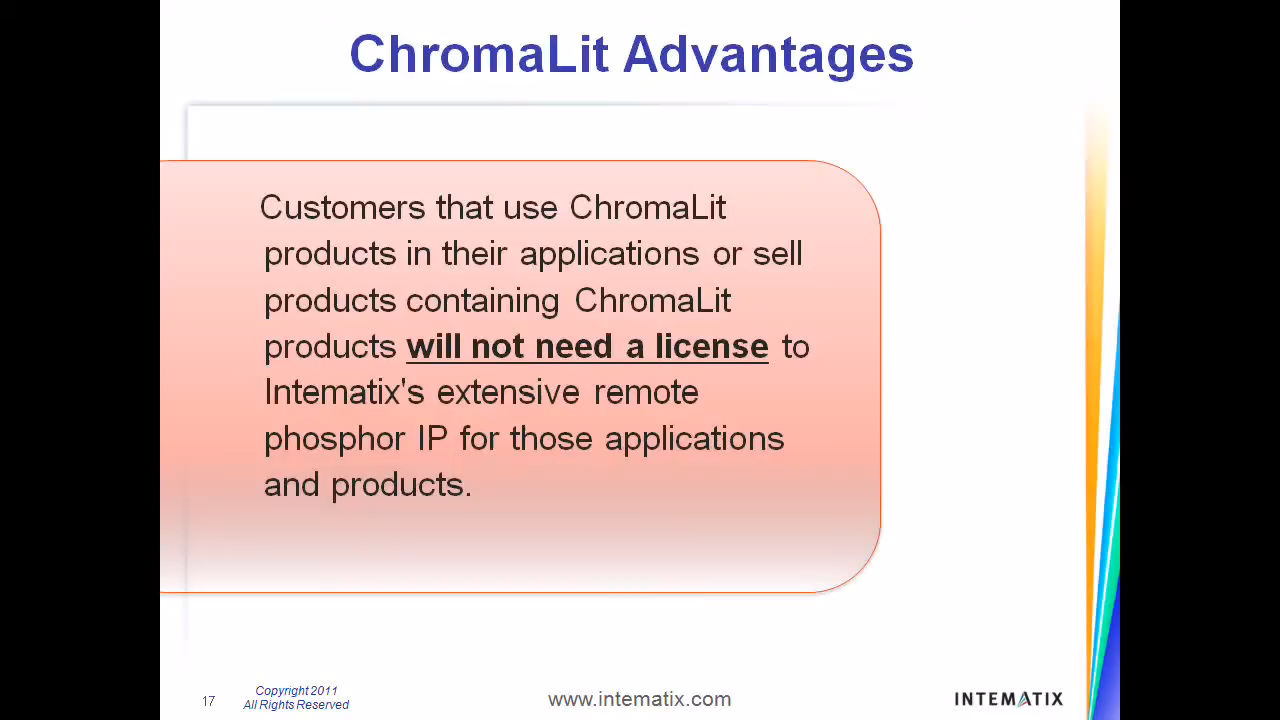 ChromaLit Advantages
Customers that use ChromaLit
products in their applications or sell
products containing ChromaLit
products will not need a license to
Intematix's extensive remote
phosphor IP for those applications
and products.
17
Copyright 2011
All Rights Reserved
www.intematix.com
INTEMATIX